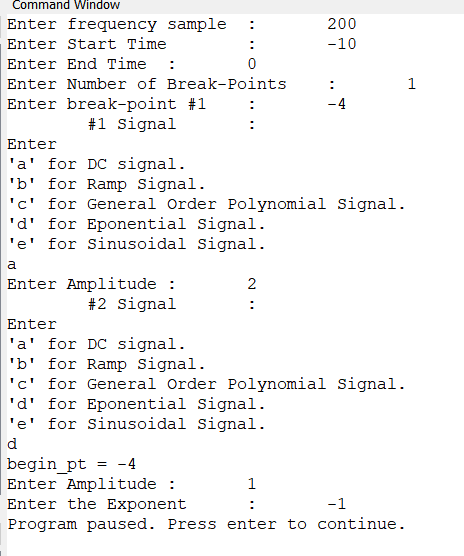 Command Window
Enter frequency sample : 200
Enter Start Time : -10
Enter End Time : 0
Enter Number of Break-Points : 1
Enter break-point #1 : -4
#1 Signal :
Enter
'a' for DC signal.
'b' for Ramp Signal.
'c' for General Order Polynomial Signal.
'd' for Eponential Signal.
'e' for Sinusoidal Signal.
a
Enter Amplitude : 2
#2 Signal :
Enter
'a' for DC signal.
'b' for Ramp Signal.
'c' for General Order Polynomial Signal.
'd' for Eponential Signal.
'e' for Sinusoidal Signal.
d
begin_pt = -4
Enter Amplitude : 1
Enter the Exponent : -1
Program paused. Press enter to continue.